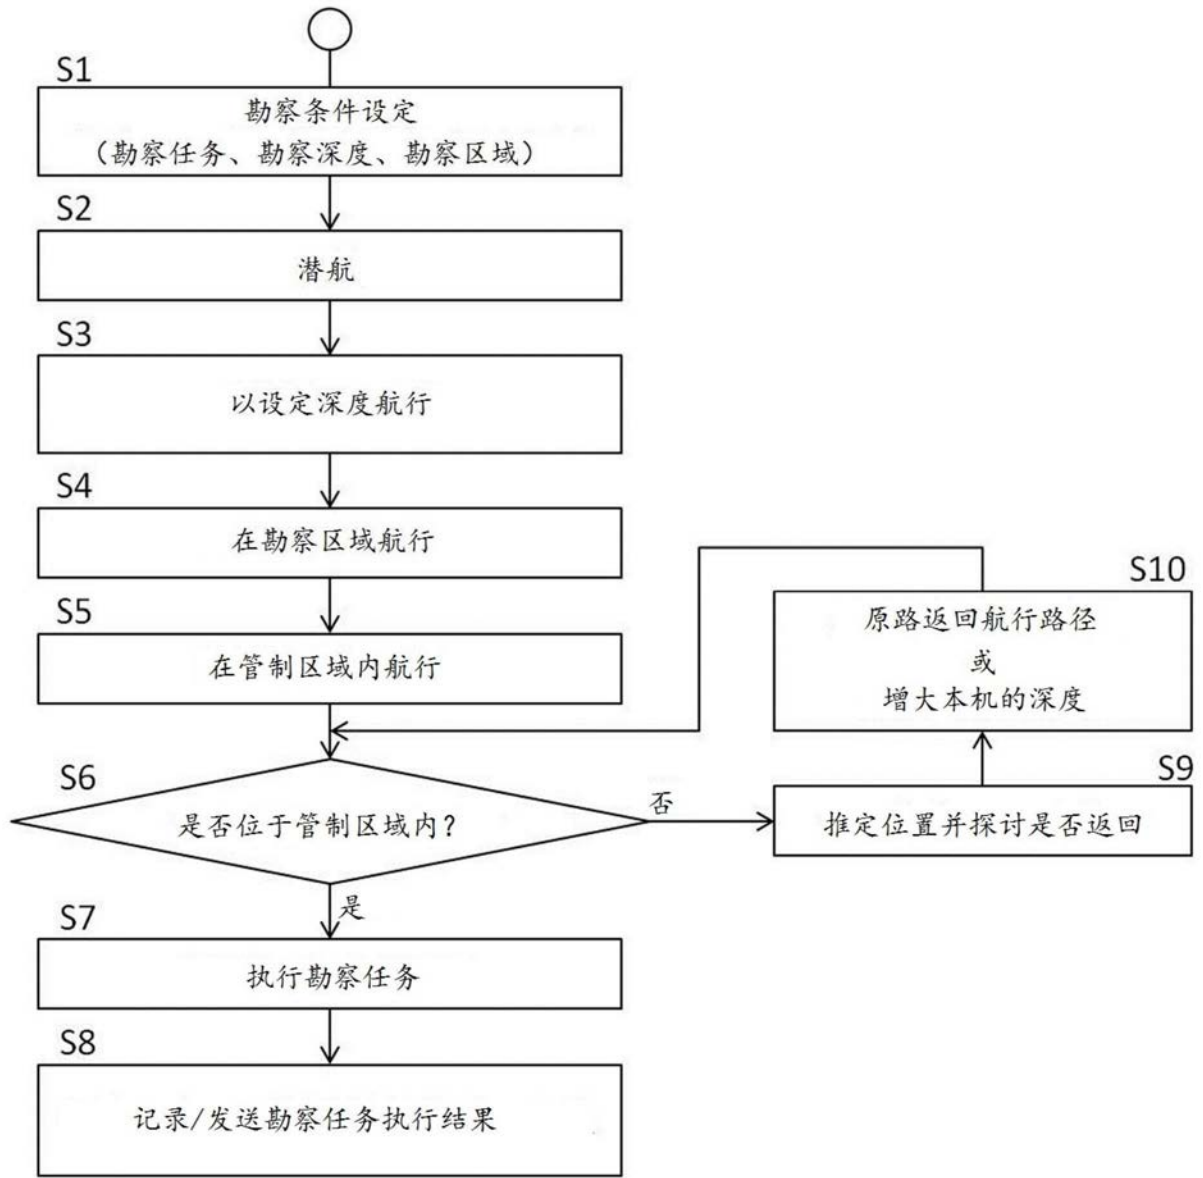 S1
勘察条件设定
（勘察任务、勘察深度、勘察区域）
S2
潜航
S3
以设定深度航行
S4
在勘察区域航行
S5
在管制区域内航行
S6
是否位于管制区域内？
否
是
S7
执行勘察任务
S8
记录/发送勘察任务执行结果
S9
推定位置并探讨是否返回
S10
原路返回航行路径
或
增大本机的深度